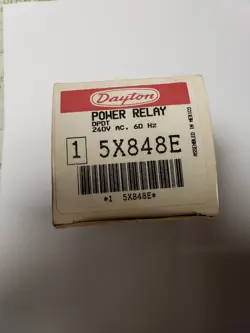 Dayton
POWER RELAY
DPDT
240V AC. 60 Hz
1 5X848E
*1 5X848E*
ASSEMBLED IN MEXICO